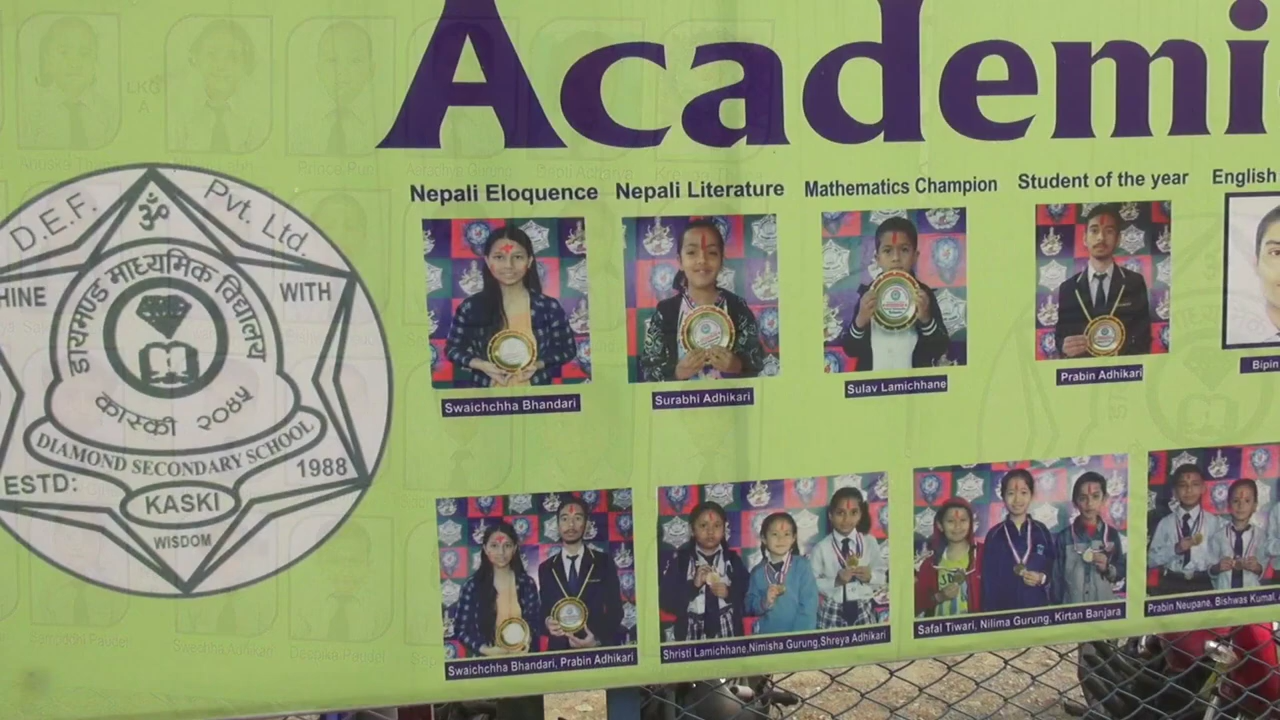 Academi
Nepali Eloquence
Nepali Literature
Mathematics Champion
Student of the year
English
Swaichchha Bhandari
Surabhi Adhikari
Sulav Lamichhane
Prabin Adhikari
Bipin
Swaichchha Bhandari, Prabin Adhikari
Shristi Lamichhane,Nimisha Gurung,Shreya Adhikari
Safal Tiwari, Nilima Gurung, Kirtan Banjara
Prabin Neupane, Bishwas Kumal,
D.E.F. Pvt. Ltd.
ॐ
HINE WITH
डायमण्ड माध्यमिक विद्यालय
कास्की २०४५
DIAMOND SECONDARY SCHOOL
ESTD: 1988
KASKI
WISDOM